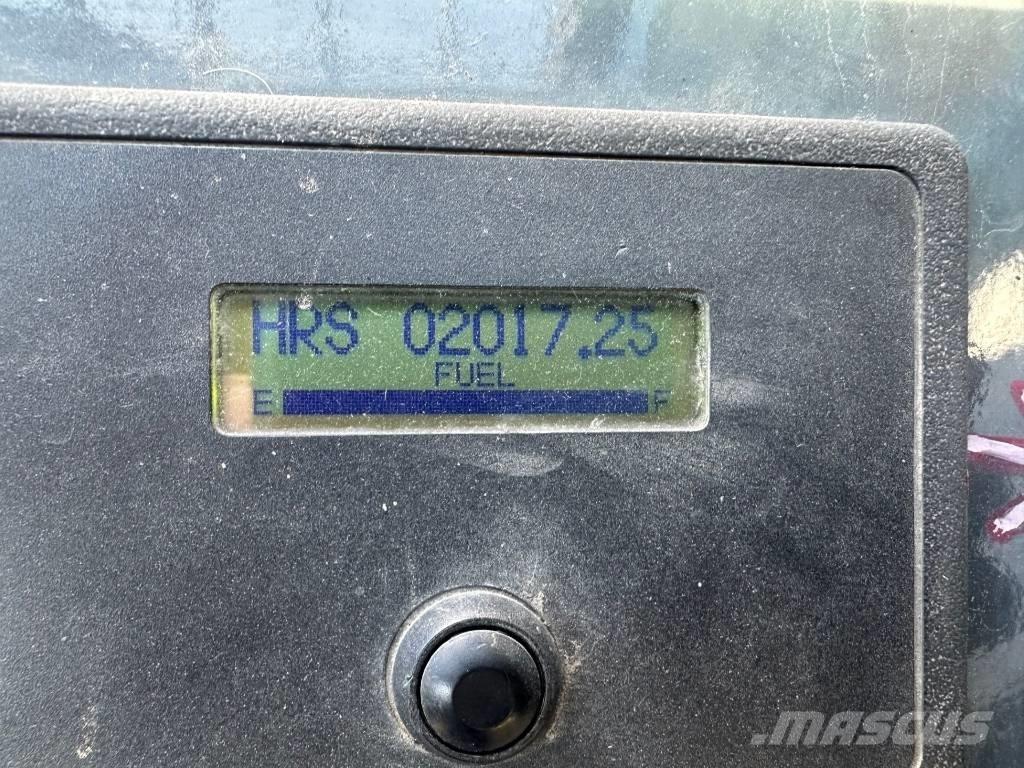 HRS 02017.25
FUEL
E F
MASCUS